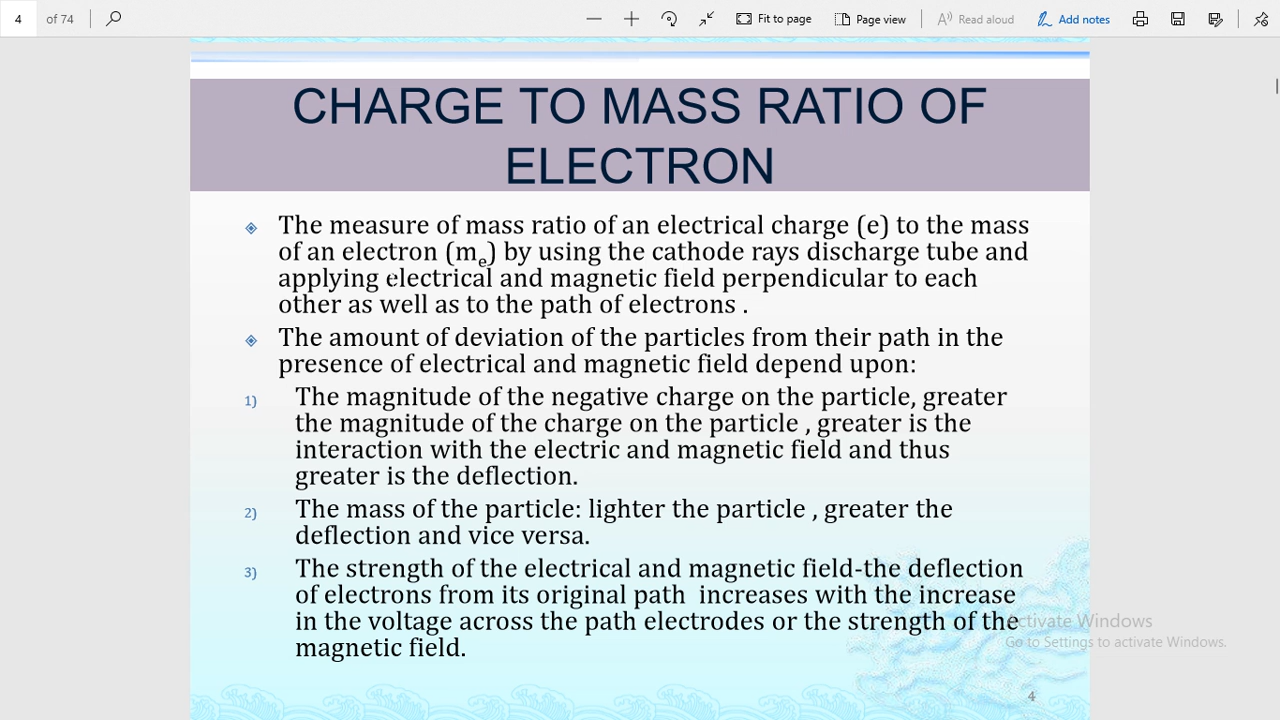 4 of 74 Fit to page Page view Read aloud Add notes
CHARGE TO MASS RATIO OF
ELECTRON
The measure of mass ratio of an electrical charge (e) to the mass
of an electron (me) by using the cathode rays discharge tube and
applying electrical and magnetic field perpendicular to each
other as well as to the path of electrons .
The amount of deviation of the particles from their path in the
presence of electrical and magnetic field depend upon:
1) The magnitude of the negative charge on the particle, greater
the magnitude of the charge on the particle , greater is the
interaction with the electric and magnetic field and thus
greater is the deflection.
2) The mass of the particle: lighter the particle , greater the
deflection and vice versa.
3) The strength of the electrical and magnetic field-the deflection
of electrons from its original path increases with the increase
in the voltage across the path electrodes or the strength of the
magnetic field.
Activate Windows
Go to Settings to activate Windows.
4